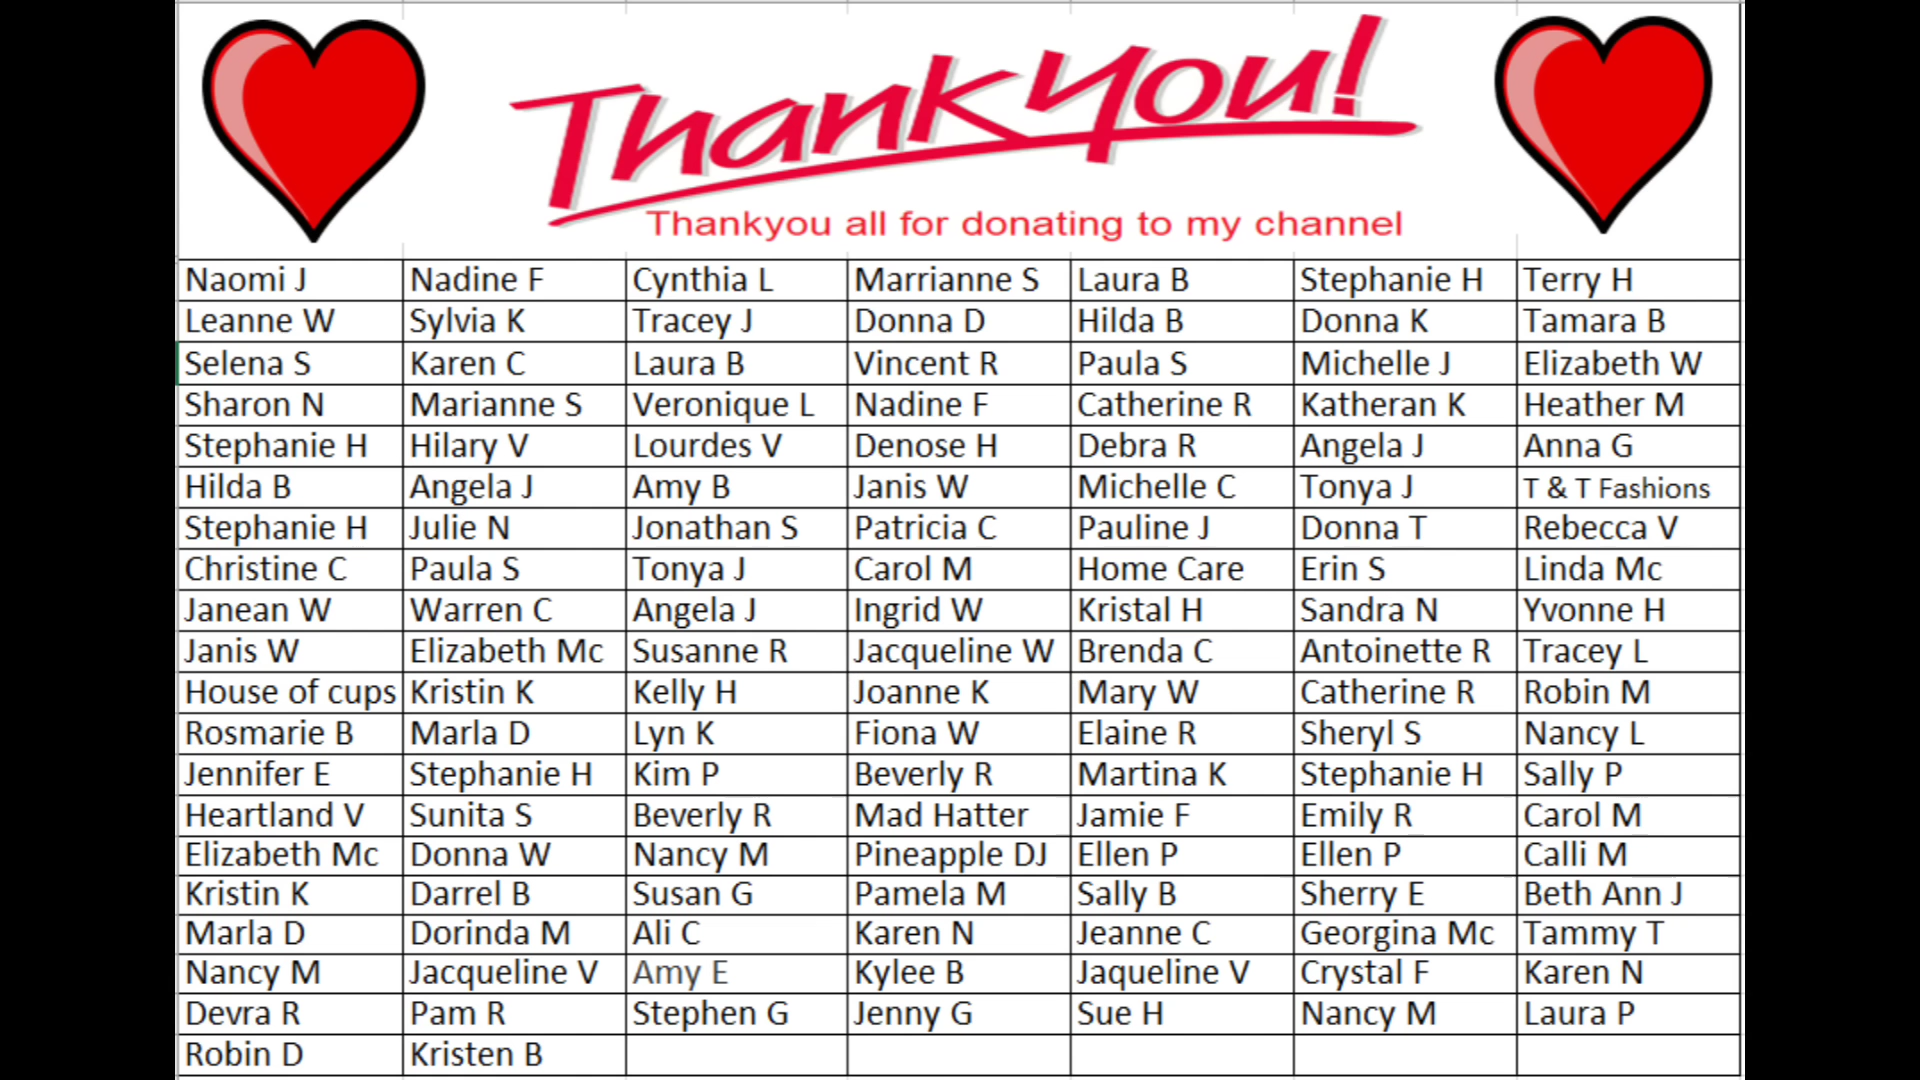 Thank You!
Thankyou all for donating to my channel
Naomi J Nadine F Cynthia L Marrianne S Laura B Stephanie H Terry H
Leanne W Sylvia K Tracey J Donna D Hilda B Donna K Tamara B
Selena S Karen C Laura B Vincent R Paula S Michelle J Elizabeth W
Sharon N Marianne S Veronique L Nadine F Catherine R Katheran K Heather M
Stephanie H Hilary V Lourdes V Denose H Debra R Angela J Anna G
Hilda B Angela J Amy B Janis W Michelle C Tonya J T & T Fashions
Stephanie H Julie N Jonathan S Patricia C Pauline J Donna T Rebecca V
Christine C Paula S Tonya J Carol M Home Care Erin S Linda Mc
Janean W Warren C Angela J Ingrid W Kristal H Sandra N Yvonne H
Janis W Elizabeth Mc Susanne R Jacqueline W Brenda C Antoinette R Tracey L
House of cups Kristin K Kelly H Joanne K Mary W Catherine R Robin M
Rosmarie B Marla D Lyn K Fiona W Elaine R Sheryl S Nancy L
Jennifer E Stephanie H Kim P Beverly R Martina K Stephanie H Sally P
Heartland V Sunita S Beverly R Mad Hatter Jamie F Emily R Carol M
Elizabeth Mc Donna W Nancy M Pineapple DJ Ellen P Ellen P Calli M
Kristin K Darrel B Susan G Pamela M Sally B Sherry E Beth Ann J
Marla D Dorinda M Ali C Karen N Jeanne C Georgina Mc Tammy T
Nancy M Jacqueline V Amy E Kylee B Jaqueline V Crystal F Karen N
Devra R Pam R Stephen G Jenny G Sue H Nancy M Laura P
Robin D Kristen B